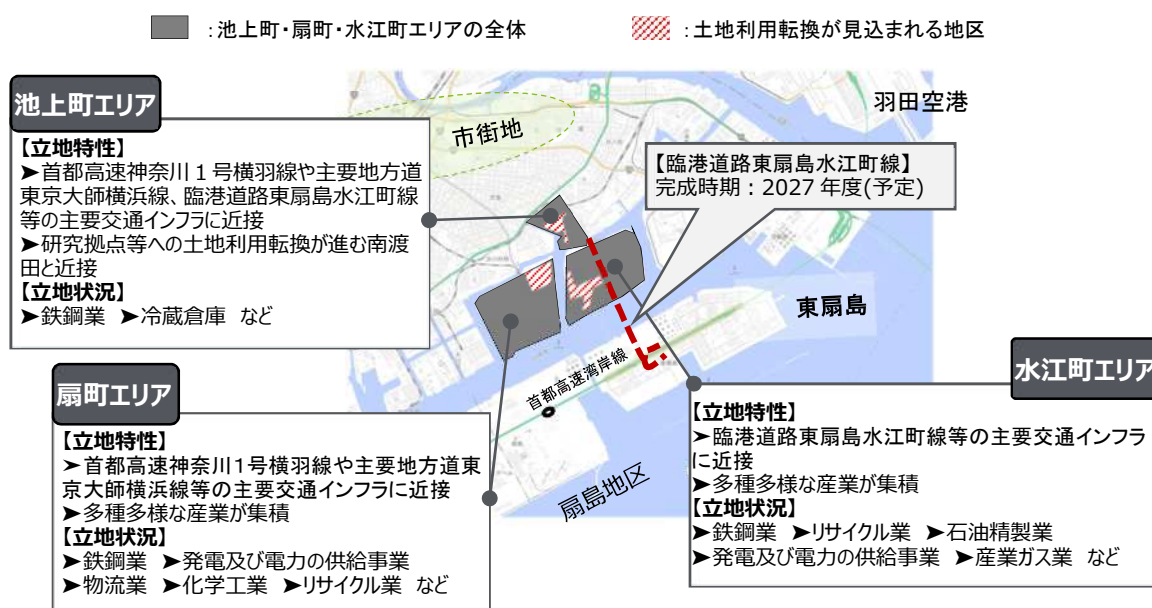 :池上町・扇町・水江町エリアの全体
:土地利用転換が見込まれる地区
池上町エリア
【立地特性】
➤首都高速神奈川1号横羽線や主要地方道
東京大師横浜線、臨港道路東扇島水江町線
等の主要交通インフラに近接
➤研究拠点等への土地利用転換が進む南渡
田と近接
【立地状況】
➤鉄鋼業 ➤冷蔵倉庫 など
市街地
羽田空港
【臨港道路東扇島水江町線】
完成時期：2027 年度(予定)
東扇島
首都高速湾岸線
扇島地区
扇町エリア
【立地特性】
➤首都高速神奈川1号横羽線や主要地方道東
京大師横浜線等の主要交通インフラに近接
➤多種多様な産業が集積
【立地状況】
➤鉄鋼業 ➤発電及び電力の供給事業
➤物流業 ➤化学工業 ➤リサイクル業 など
水江町エリア
【立地特性】
➤臨港道路東扇島水江町線等の主要交通インフラ
に近接
➤多種多様な産業が集積
【立地状況】
➤鉄鋼業 ➤リサイクル業 ➤石油精製業
➤発電及び電力の供給事業 ➤産業ガス業 など